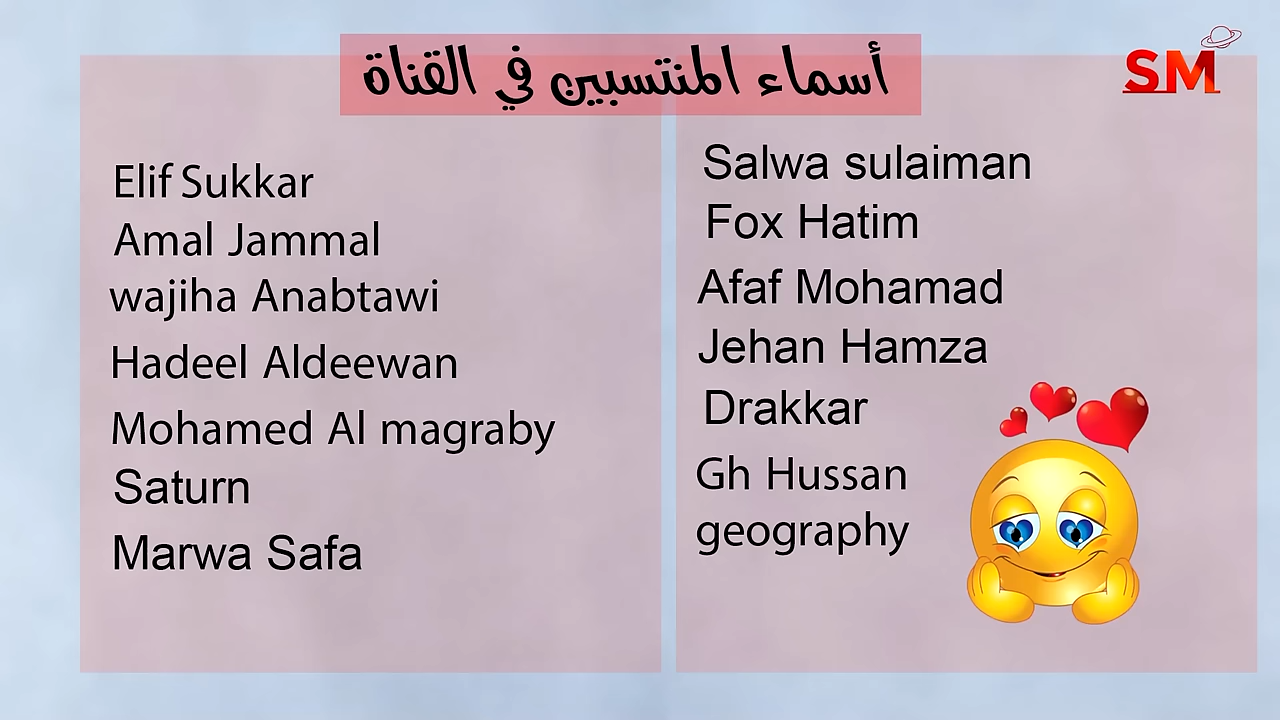 أسماء المنتسبين في القناة
SM
Elif Sukkar
Amal Jammal
wajiha Anabtawi
Hadeel Aldeewan
Mohamed Al magraby
Saturn
Marwa Safa
Salwa sulaiman
Fox Hatim
Afaf Mohamad
Jehan Hamza
Drakkar
Gh Hussan
geography